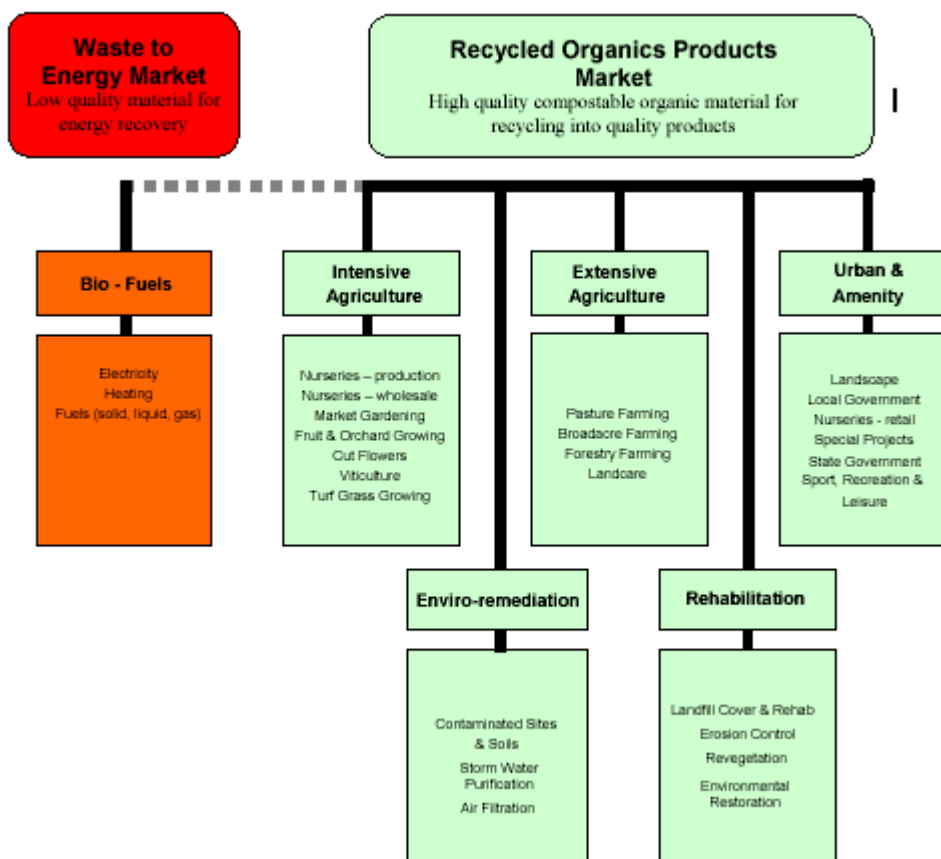 Waste to
Energy Market
Low quality material for
energy recovery
Recycled Organics Products
Market
High quality compostable organic material for
recycling into quality products
Bio - Fuels
Electricity
Heating
Fuels (solid, liquid, gas)
Intensive
Agriculture
Nurseries – production
Nurseries – wholesale
Market Gardening
Fruit & Orchard Growing
Cut Flowers
Viticulture
Turf Grass Growing
Extensive
Agriculture
Pasture Farming
Broadacre Farming
Forestry Farming
Landcare
Urban &
Amenity
Landscape
Local Government
Nurseries - retail
Special Projects
State Government
Sport, Recreation &
Leisure
Enviro-remediation
Contaminated Sites
& Soils
Storm Water
Purification
Air Filtration
Rehabilitation
Landfill Cover & Rehab
Erosion Control
Revegetation
Environmental
Restoration